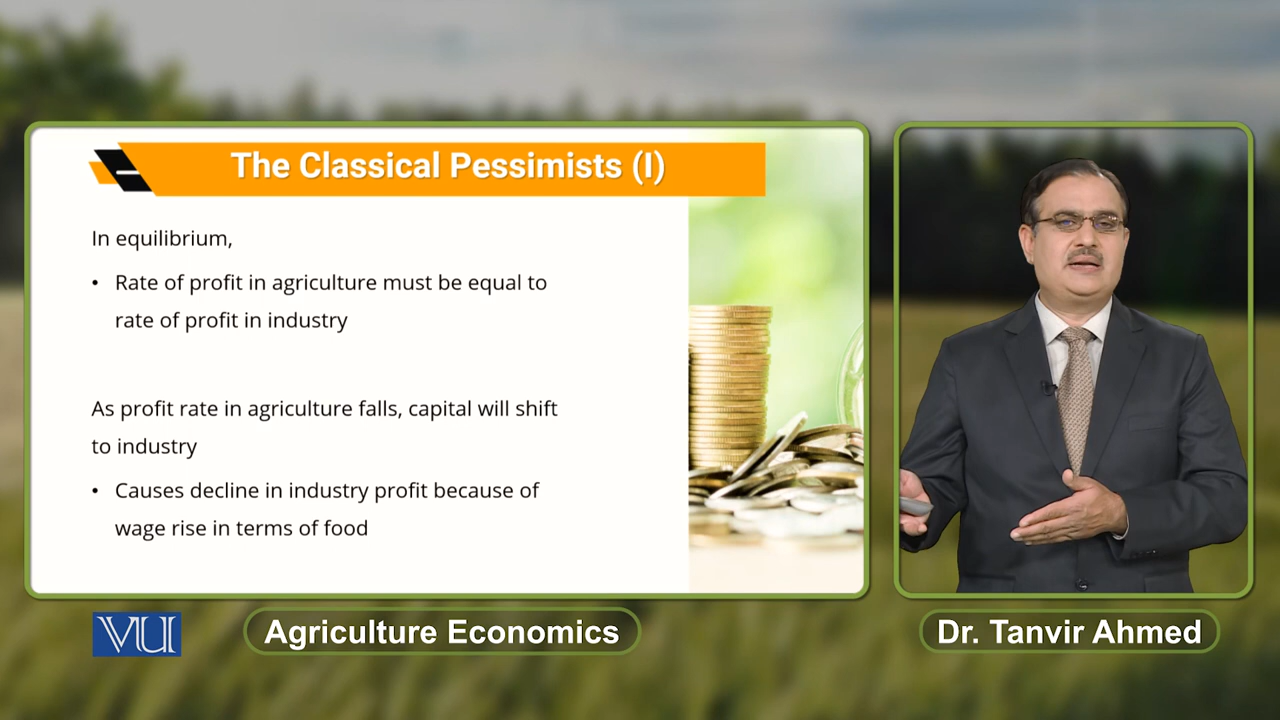 The Classical Pessimists (I)
In equilibrium,
• Rate of profit in agriculture must be equal to
rate of profit in industry
As profit rate in agriculture falls, capital will shift
to industry
• Causes decline in industry profit because of
wage rise in terms of food
VU
Agriculture Economics
Dr. Tanvir Ahmed